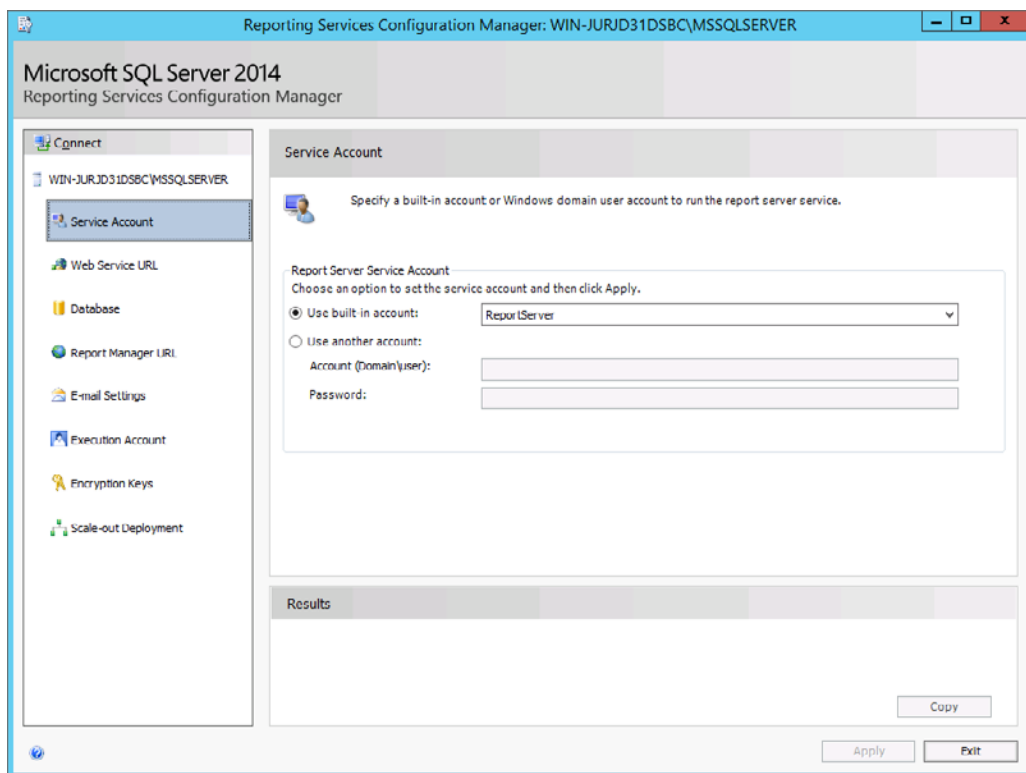 Reporting Services Configuration Manager: WIN-JURJD31DSBC\MSSQLSERVER
Microsoft SQL Server 2014
Reporting Services Configuration Manager
Connect
WIN-JURJD31DSBC\MSSQLSERVER
Service Account
Web Service URL
Database
Report Manager URL
E-mail Settings
Execution Account
Encryption Keys
Scale-out Deployment
Service Account
Specify a built-in account or Windows domain user account to run the report server service.
Report Server Service Account
Choose an option to set the service account and then click Apply.
Use built-in account:
ReportServer
Use another account:
Account (Domain\user):
Password:
Results
Copy
Apply
Exit